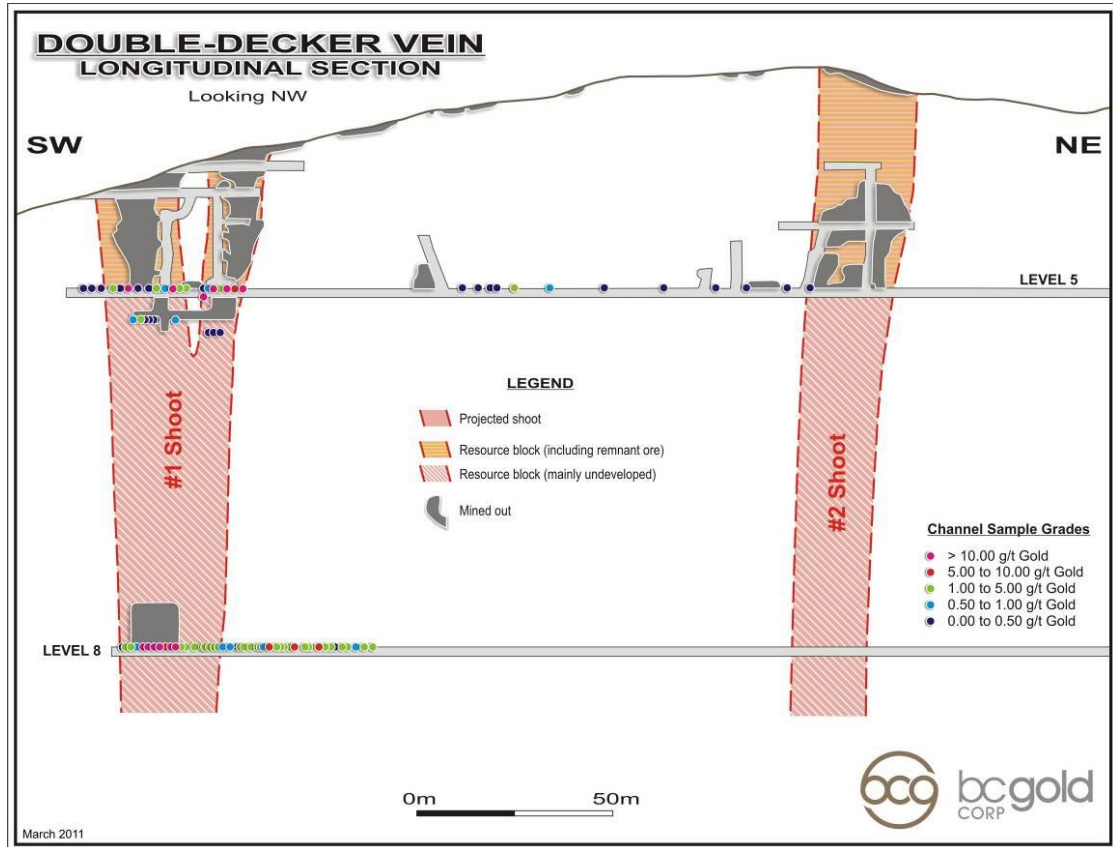 DOUBLE-DECKER VEIN
LONGITUDINAL SECTION
Looking NW
SW
NE
LEVEL 5
#1 Shoot
#2 Shoot
LEGEND
Projected shoot
Resource block (including remnant ore)
Resource block (mainly undeveloped)
Mined out
Channel Sample Grades
> 10.00 g/t Gold
5.00 to 10.00 g/t Gold
1.00 to 5.00 g/t Gold
0.50 to 1.00 g/t Gold
0.00 to 0.50 g/t Gold
LEVEL 8
0m 50m
bcg bcgold
CORP
March 2011